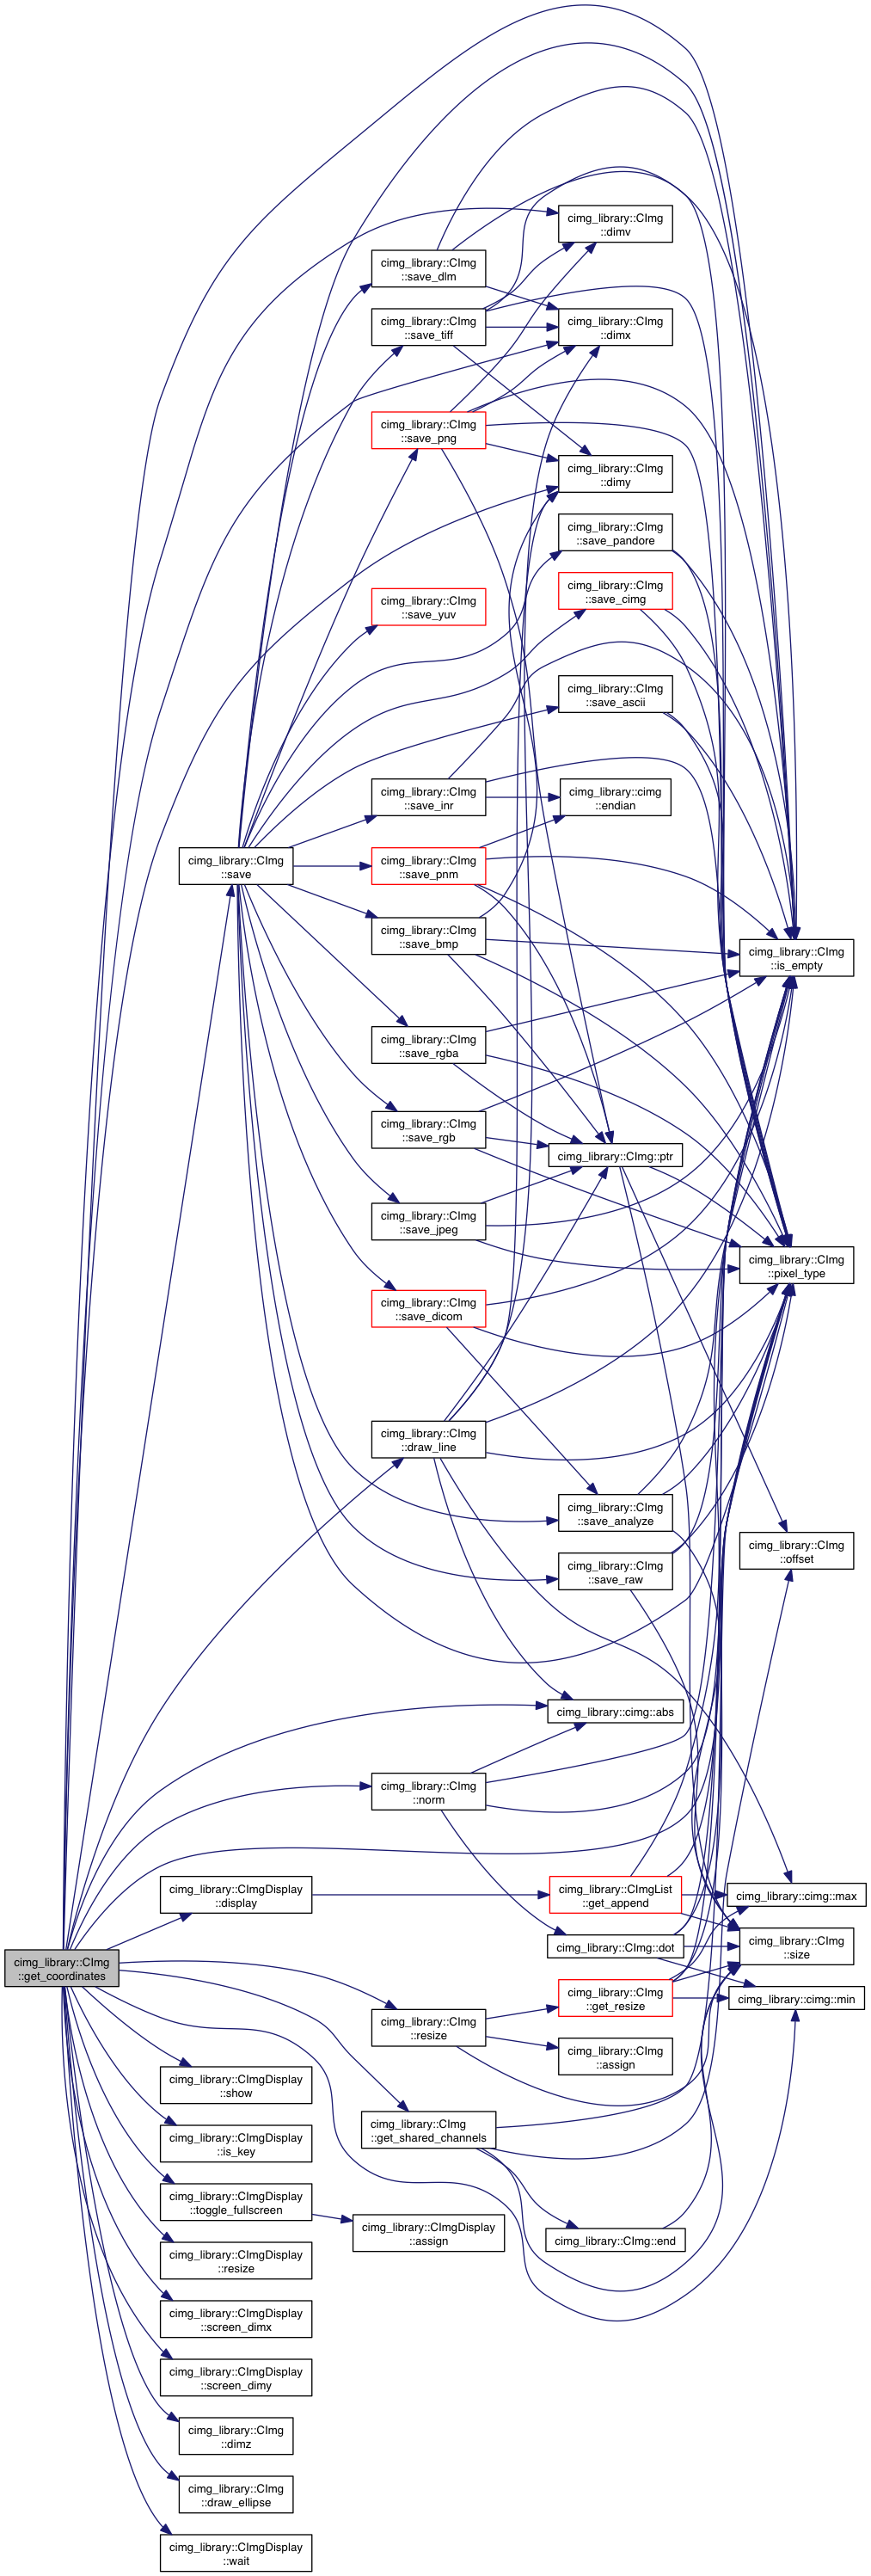 cimg_library::CImg
::dimv
cimg_library::CImg
::save_dlm
cimg_library::CImg
::save_tiff
cimg_library::CImg
::dimx
cimg_library::CImg
::save_png
cimg_library::CImg
::dimy
cimg_library::CImg
::save_pandore
cimg_library::CImg
::save_yuv
cimg_library::CImg
::save_cimg
cimg_library::CImg
::save_ascii
cimg_library::CImg
::save_inr
cimg_library::cimg
::endian
cimg_library::CImg
::save
cimg_library::CImg
::save_pnm
cimg_library::CImg
::save_bmp
cimg_library::CImg
::is_empty
cimg_library::CImg
::save_rgba
cimg_library::CImg
::save_rgb
cimg_library::CImg::ptr
cimg_library::CImg
::save_jpeg
cimg_library::CImg
::pixel_type
cimg_library::CImg
::save_dicom
cimg_library::CImg
::draw_line
cimg_library::CImg
::save_analyze
cimg_library::CImg
::offset
cimg_library::CImg
::save_raw
cimg_library::cimg::abs
cimg_library::CImg
::norm
cimg_library::CImgDisplay
::display
cimg_library::CImgList
::get_append
cimg_library::cimg::max
cimg_library::CImg
::get_coordinates
cimg_library::CImg::dot
cimg_library::CImg
::size
cimg_library::CImg
::get_resize
cimg_library::cimg::min
cimg_library::CImg
::resize
cimg_library::CImg
::assign
cimg_library::CImgDisplay
::show
cimg_library::CImg
::get_shared_channels
cimg_library::CImgDisplay
::is_key
cimg_library::CImgDisplay
::toggle_fullscreen
cimg_library::CImgDisplay
::assign
cimg_library::CImg::end
cimg_library::CImgDisplay
::resize
cimg_library::CImgDisplay
::screen_dimx
cimg_library::CImgDisplay
::screen_dimy
cimg_library::CImg
::dimz
cimg_library::CImg
::draw_ellipse
cimg_library::CImgDisplay
::wait